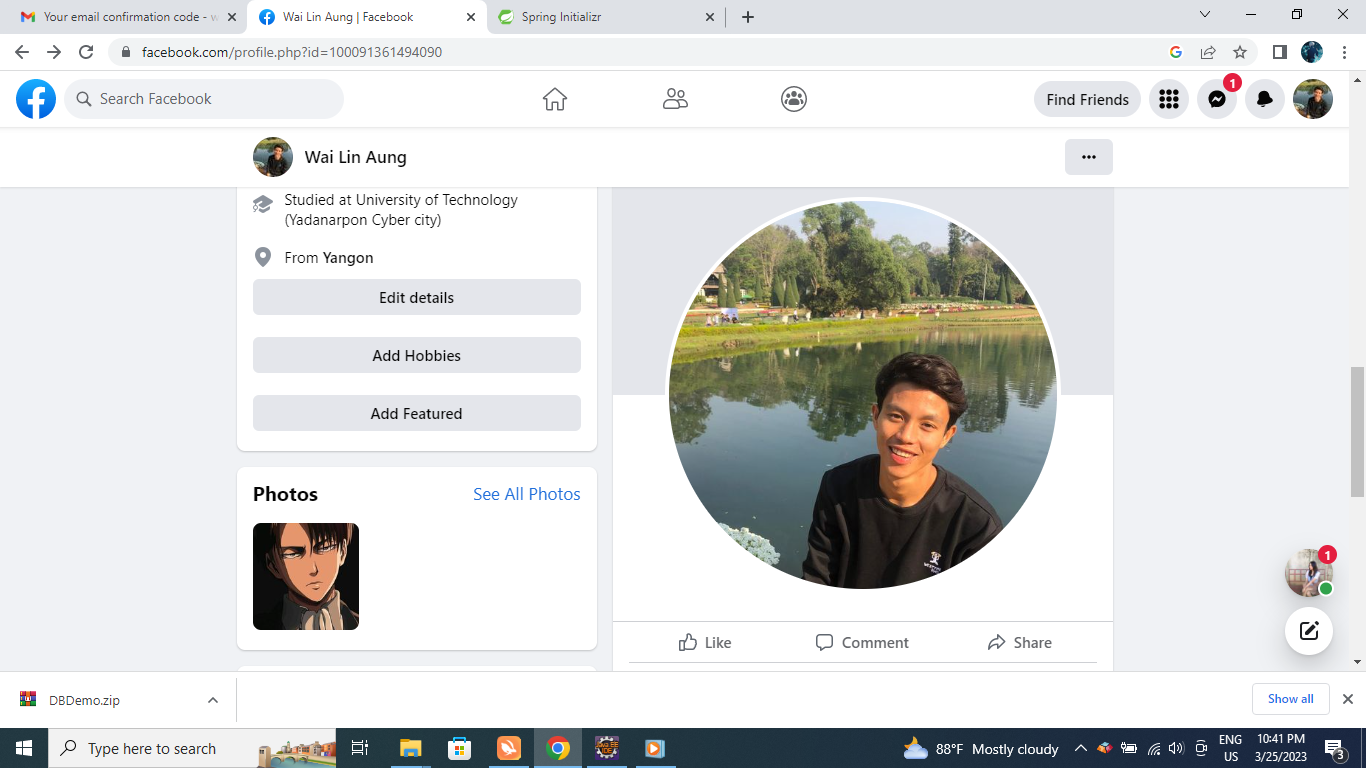 Your email confirmation code - w
Wai Lin Aung | Facebook
Spring Initializr
facebook.com/profile.php?id=100091361494090
Search Facebook
Find Friends
1
Wai Lin Aung
Studied at University of Technology
(Yadanarpon Cyber city)
From Yangon
Edit details
Add Hobbies
Add Featured
Photos
See All Photos
Like
Comment
Share
1
DBDemo.zip
Show all
Type here to search
88°F Mostly cloudy
ENG
US
10:41 PM
3/25/2023
3